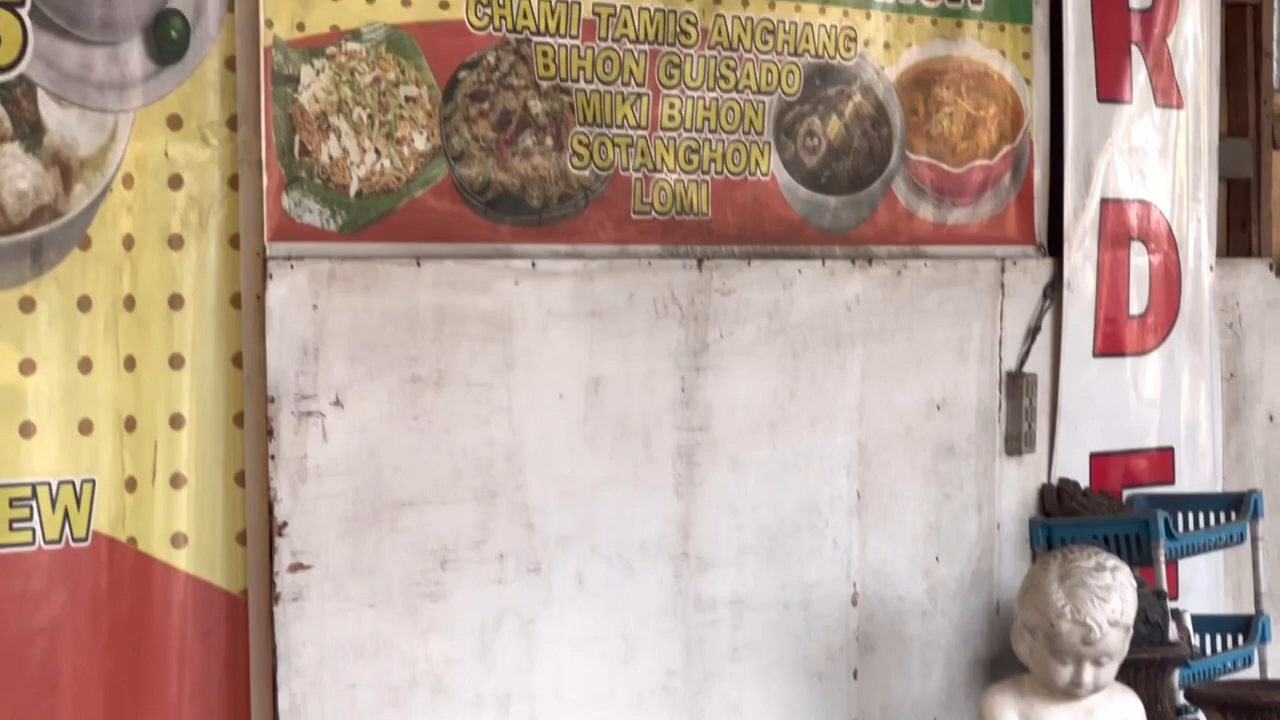 CHAMI TAMIS ANGHANG
BIHON GUISADO
MIKI BIHON
SOTANGHON
LOMI
EW
R
D
E